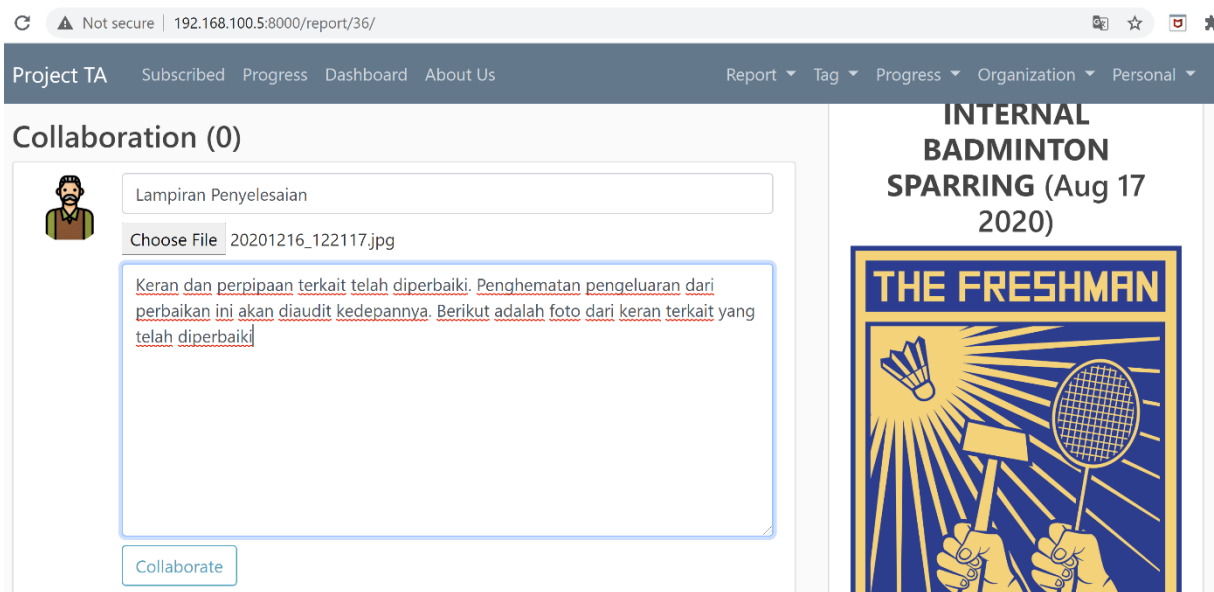 Not secure | 192.168.100.5:8000/report/36/
Project TA Subscribed Progress Dashboard About Us Report Tag Progress Organization Personal
Collaboration (0)
Lampiran Penyelesaian
Choose File 20201216_122117.jpg
Keran dan perpipaan terkait telah diperbaiki. Penghematan pengeluaran dari
perbaikan ini akan diaudit kedepannya. Berikut adalah foto dari keran terkait yang
telah diperbaiki
Collaborate
INTERNAL
BADMINTON
SPARRING (Aug 17
2020)
THE FRESHMAN